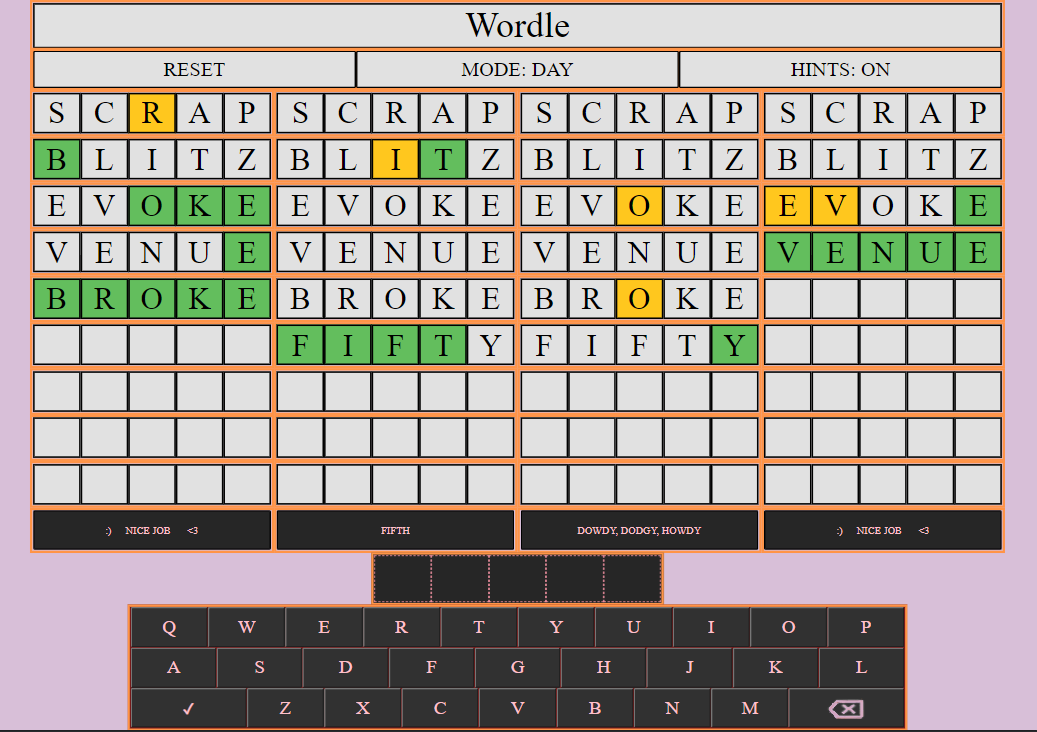 Wordle
RESET MODE: DAY HINTS: ON
S C R A P S C R A P S C R A P S C R A P
B L I T Z B L I T Z B L I T Z B L I T Z
E V O K E E V O K E E V O K E E V O K E
V E N U E V E N U E V E N U E V E N U E
B R O K E B R O K E B R O K E
F I F T Y F I F T Y
:) NICE JOB <3 FIFTH DOWDY, DODGY, HOWDY :) NICE JOB <3
Q W E R T Y U I O P
A S D F G H J K L
✓ Z X C V B N M ⌫